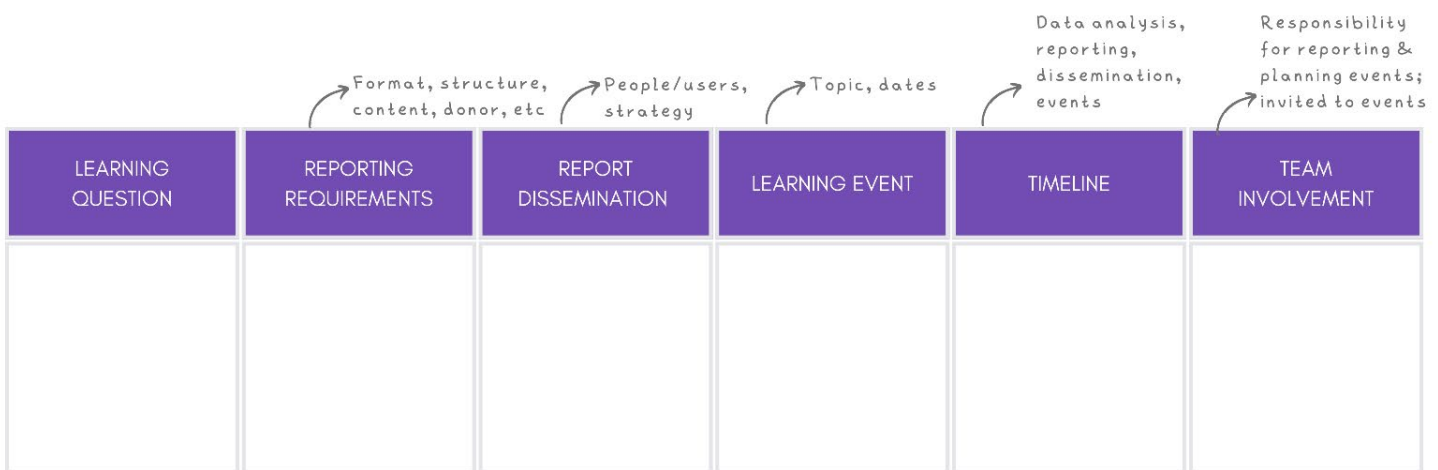 Format, structure,
content, donor, etc
People/users,
strategy
Topic, dates
Data analysis,
reporting,
dissemination,
events
Responsibility
for reporting &
planning events;
invited to events
LEARNING
QUESTION
REPORTING
REQUIREMENTS
REPORT
DISSEMINATION
LEARNING EVENT
TIMELINE
TEAM
INVOLVEMENT